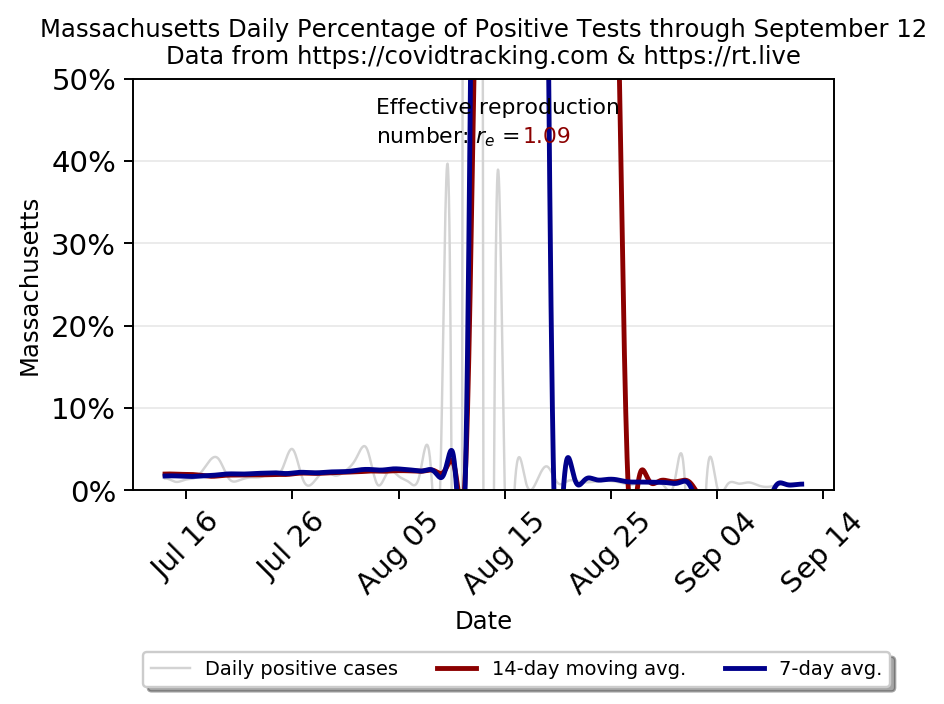 Massachusetts Daily Percentage of Positive Tests through September 12
Data from https://covidtracking.com & https://rt.live
50%
Effective reproduction
number: rₑ =1.09
40%
30%
20%
10%
0%
Massachusetts
Jul 16
Jul 26
Aug 05
Aug 15
Aug 25
Sep 04
Sep 14
Date
Daily positive cases
14-day moving avg.
7-day avg.